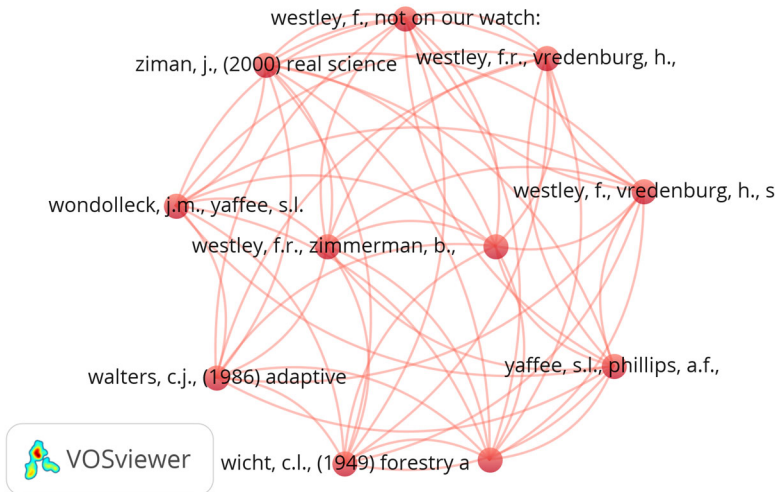 westley, f., not on our watch:
ziman, j., (2000) real science
westley, f.r., vredenburg, h.,
westley, f., vredenburg, h., s
wondolleck, j.m., yaffee, s.l.
westley, f.r., zimmerman, b.,
yaffee, s.l., phillips, a.f.,
walters, c.j., (1986) adaptive
wicht, c.l., (1949) forestry a
VOSviewer